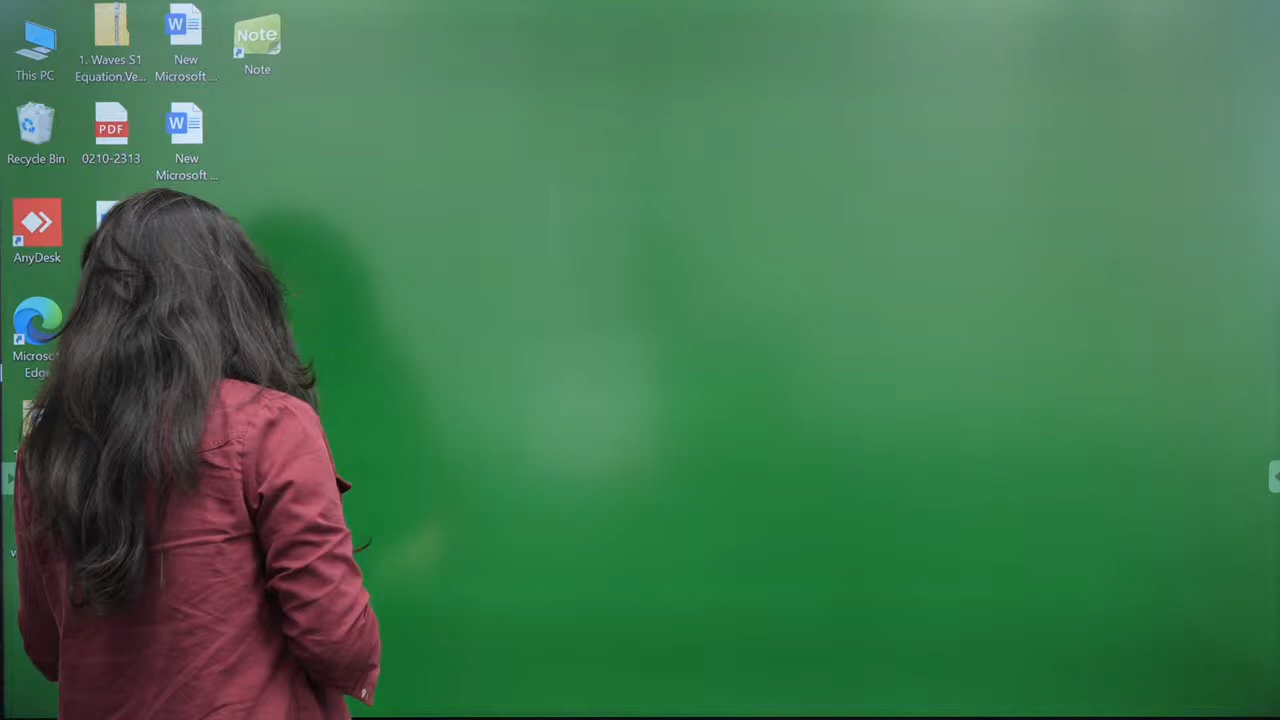 This PC
1. Waves S1
Equation,Ve...
New
Microsoft....
Note
Note
Recycle Bin
PDF
0210-2313
W
New
Microsoft ...
W
AnyDesk